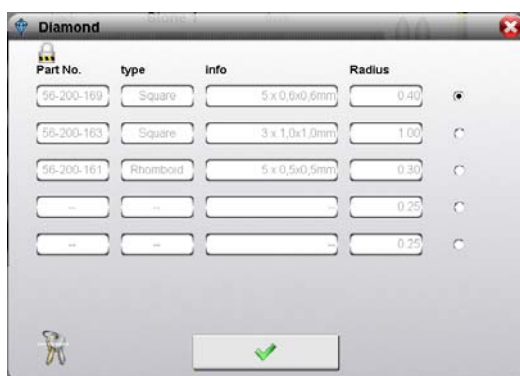 Diamond
Part No. type info Radius
56-200-169 Square 5 x 0,6x0,6mm 0.40
56-200-163 Square 3 x 1,0x1,0mm 1.00
56-200-161 Rhomboid 5 x 0,5x0,5mm 0.30
-- -- -- 0.25
-- -- -- 0.25